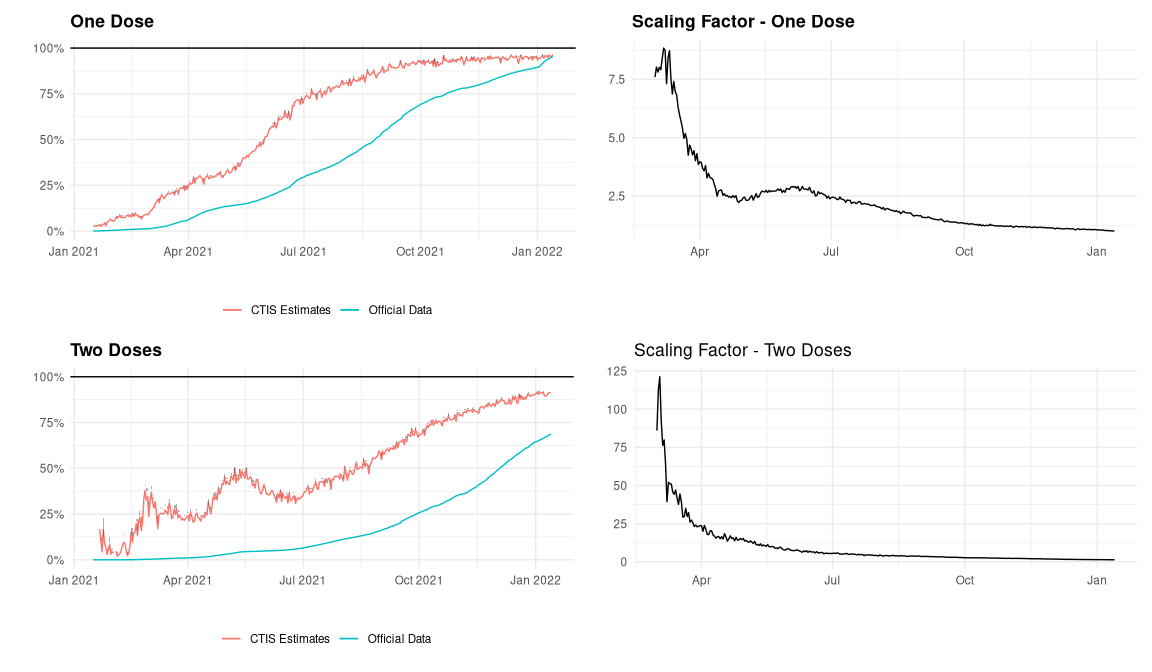 One Dose
100%
75%
50%
25%
0%
Jan 2021 Apr 2021 Jul 2021 Oct 2021 Jan 2022
CTIS Estimates Official Data
Scaling Factor - One Dose
7.5
5.0
2.5
Apr Jul Oct Jan
Two Doses
100%
75%
50%
25%
0%
Jan 2021 Apr 2021 Jul 2021 Oct 2021 Jan 2022
CTIS Estimates Official Data
Scaling Factor - Two Doses
125
100
75
50
25
0
Apr Jul Oct Jan